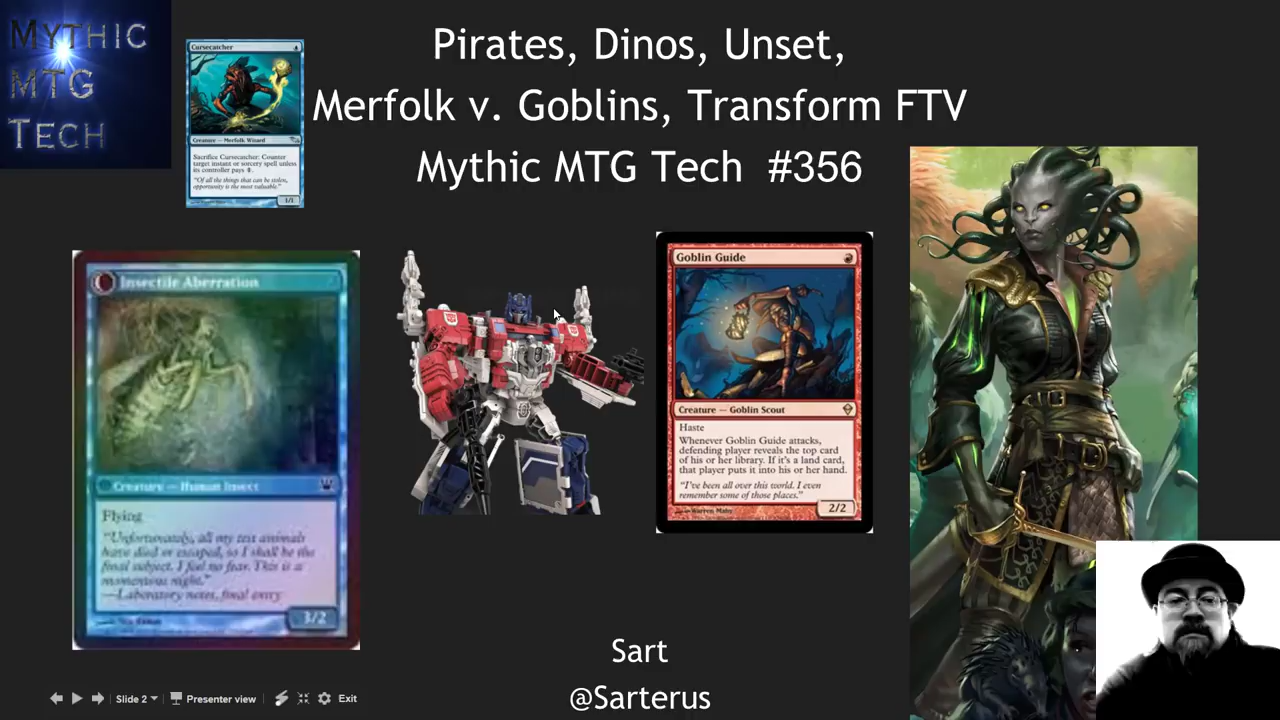 MYTHIC
MTG
TECH
Pirates, Dinos, Unset,
Merfolk v. Goblins, Transform FTV
Mythic MTG Tech #356
Cursecatcher
Creature — Merfolk Wizard
Sacrifice Cursecatcher: Counter
target instant or sorcery spell unless
its controller pays
"Of all the things that can be stolen,
opportunity is the most valuable."
1/1
Insectile Aberration
Creature — Human Insect
Flying
"Unfortunately, all my test animals
have died or escaped, so I shall be the
final subject. I feel no fear. This is a
momentous night."
—Laboratory notes, final entry
3/2
Goblin Guide
Creature — Goblin Scout
Haste
Whenever Goblin Guide attacks,
defending player reveals the top card
of his or her library. If it's a land card,
that player puts it into his or her hand.
"I've been all over this world. I even
remember some of those places."
Warren Mahy
2/2
Sart
@Sarterus
Slide 2
Presenter view
Exit